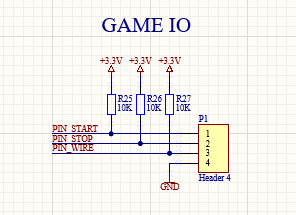 GAME IO
+3.3V +3.3V +3.3V
R25 R26 R27
10K 10K 10K
P1
PIN_START 1
PIN_STOP 2
PIN_WIRE 3
4
Header 4
GND